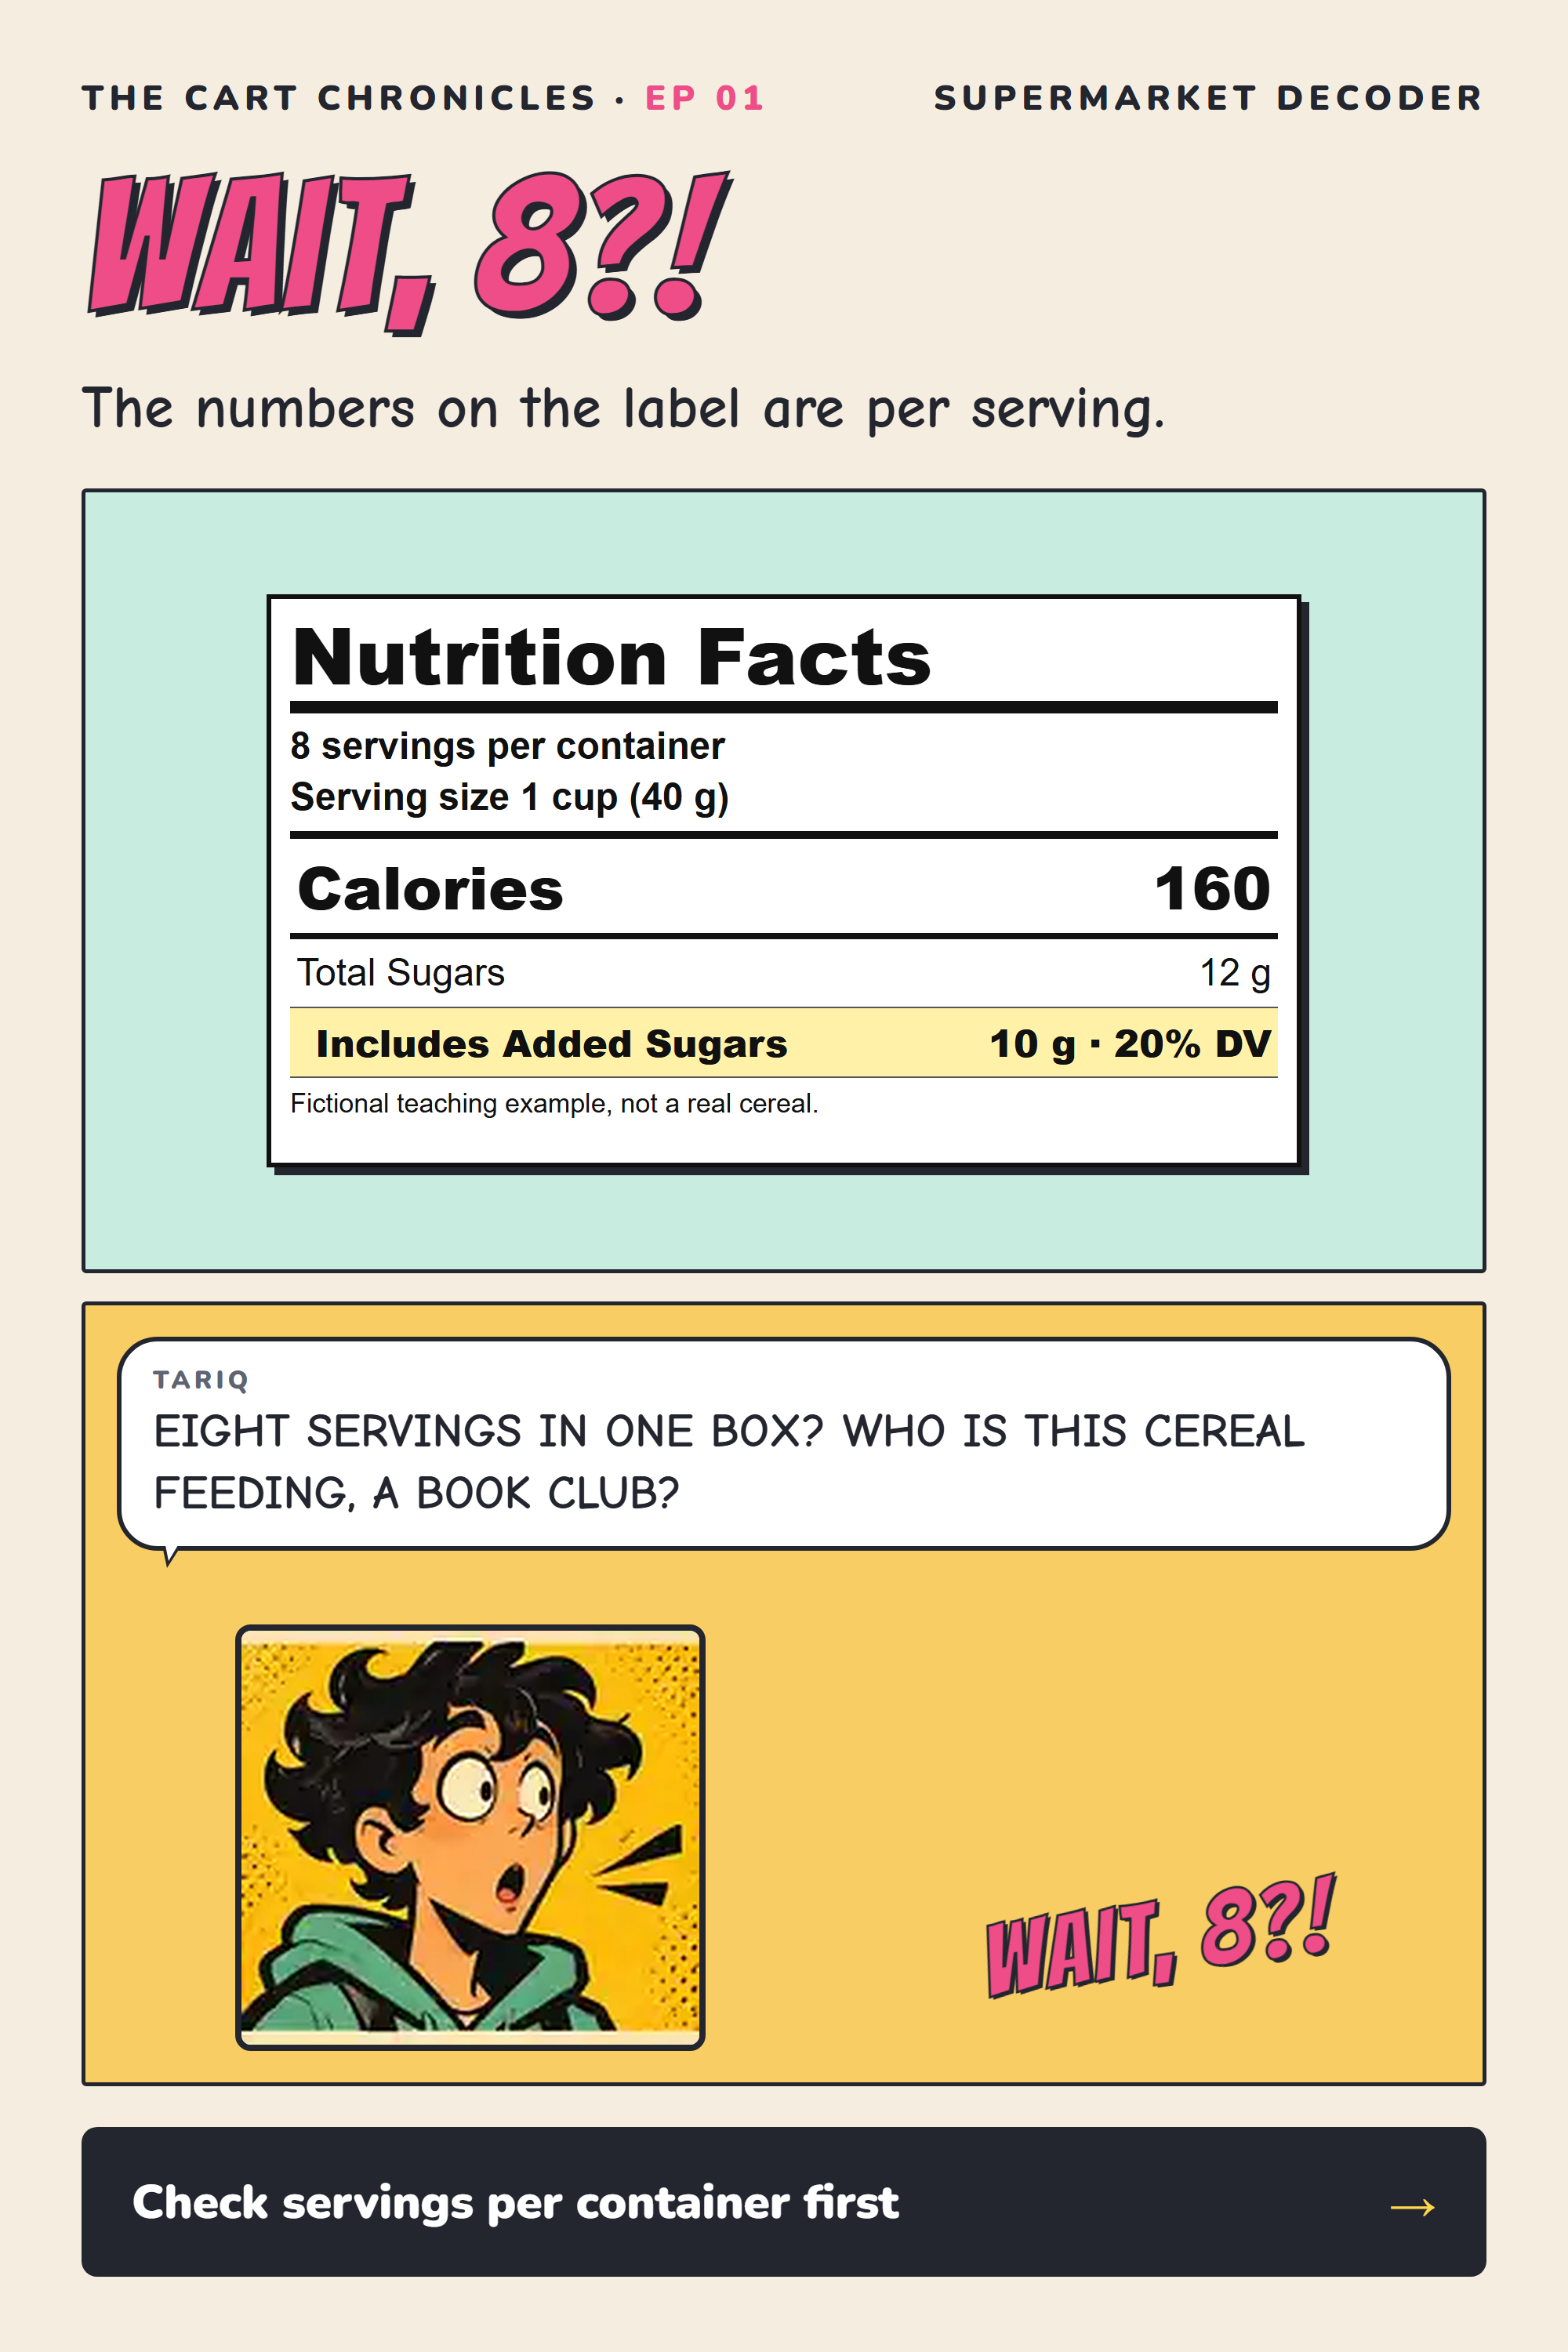 THE CART CHRONICLES · EP 01
SUPERMARKET DECODER
WAIT, 8?!
The numbers on the label are per serving.
Nutrition Facts
8 servings per container
Serving size 1 cup (40 g)
Calories 160
Total Sugars 12 g
Includes Added Sugars 10 g · 20% DV
Fictional teaching example, not a real cereal.
TARIQ
EIGHT SERVINGS IN ONE BOX? WHO IS THIS CEREAL
FEEDING, A BOOK CLUB?
WAIT, 8?!
Check servings per container first →